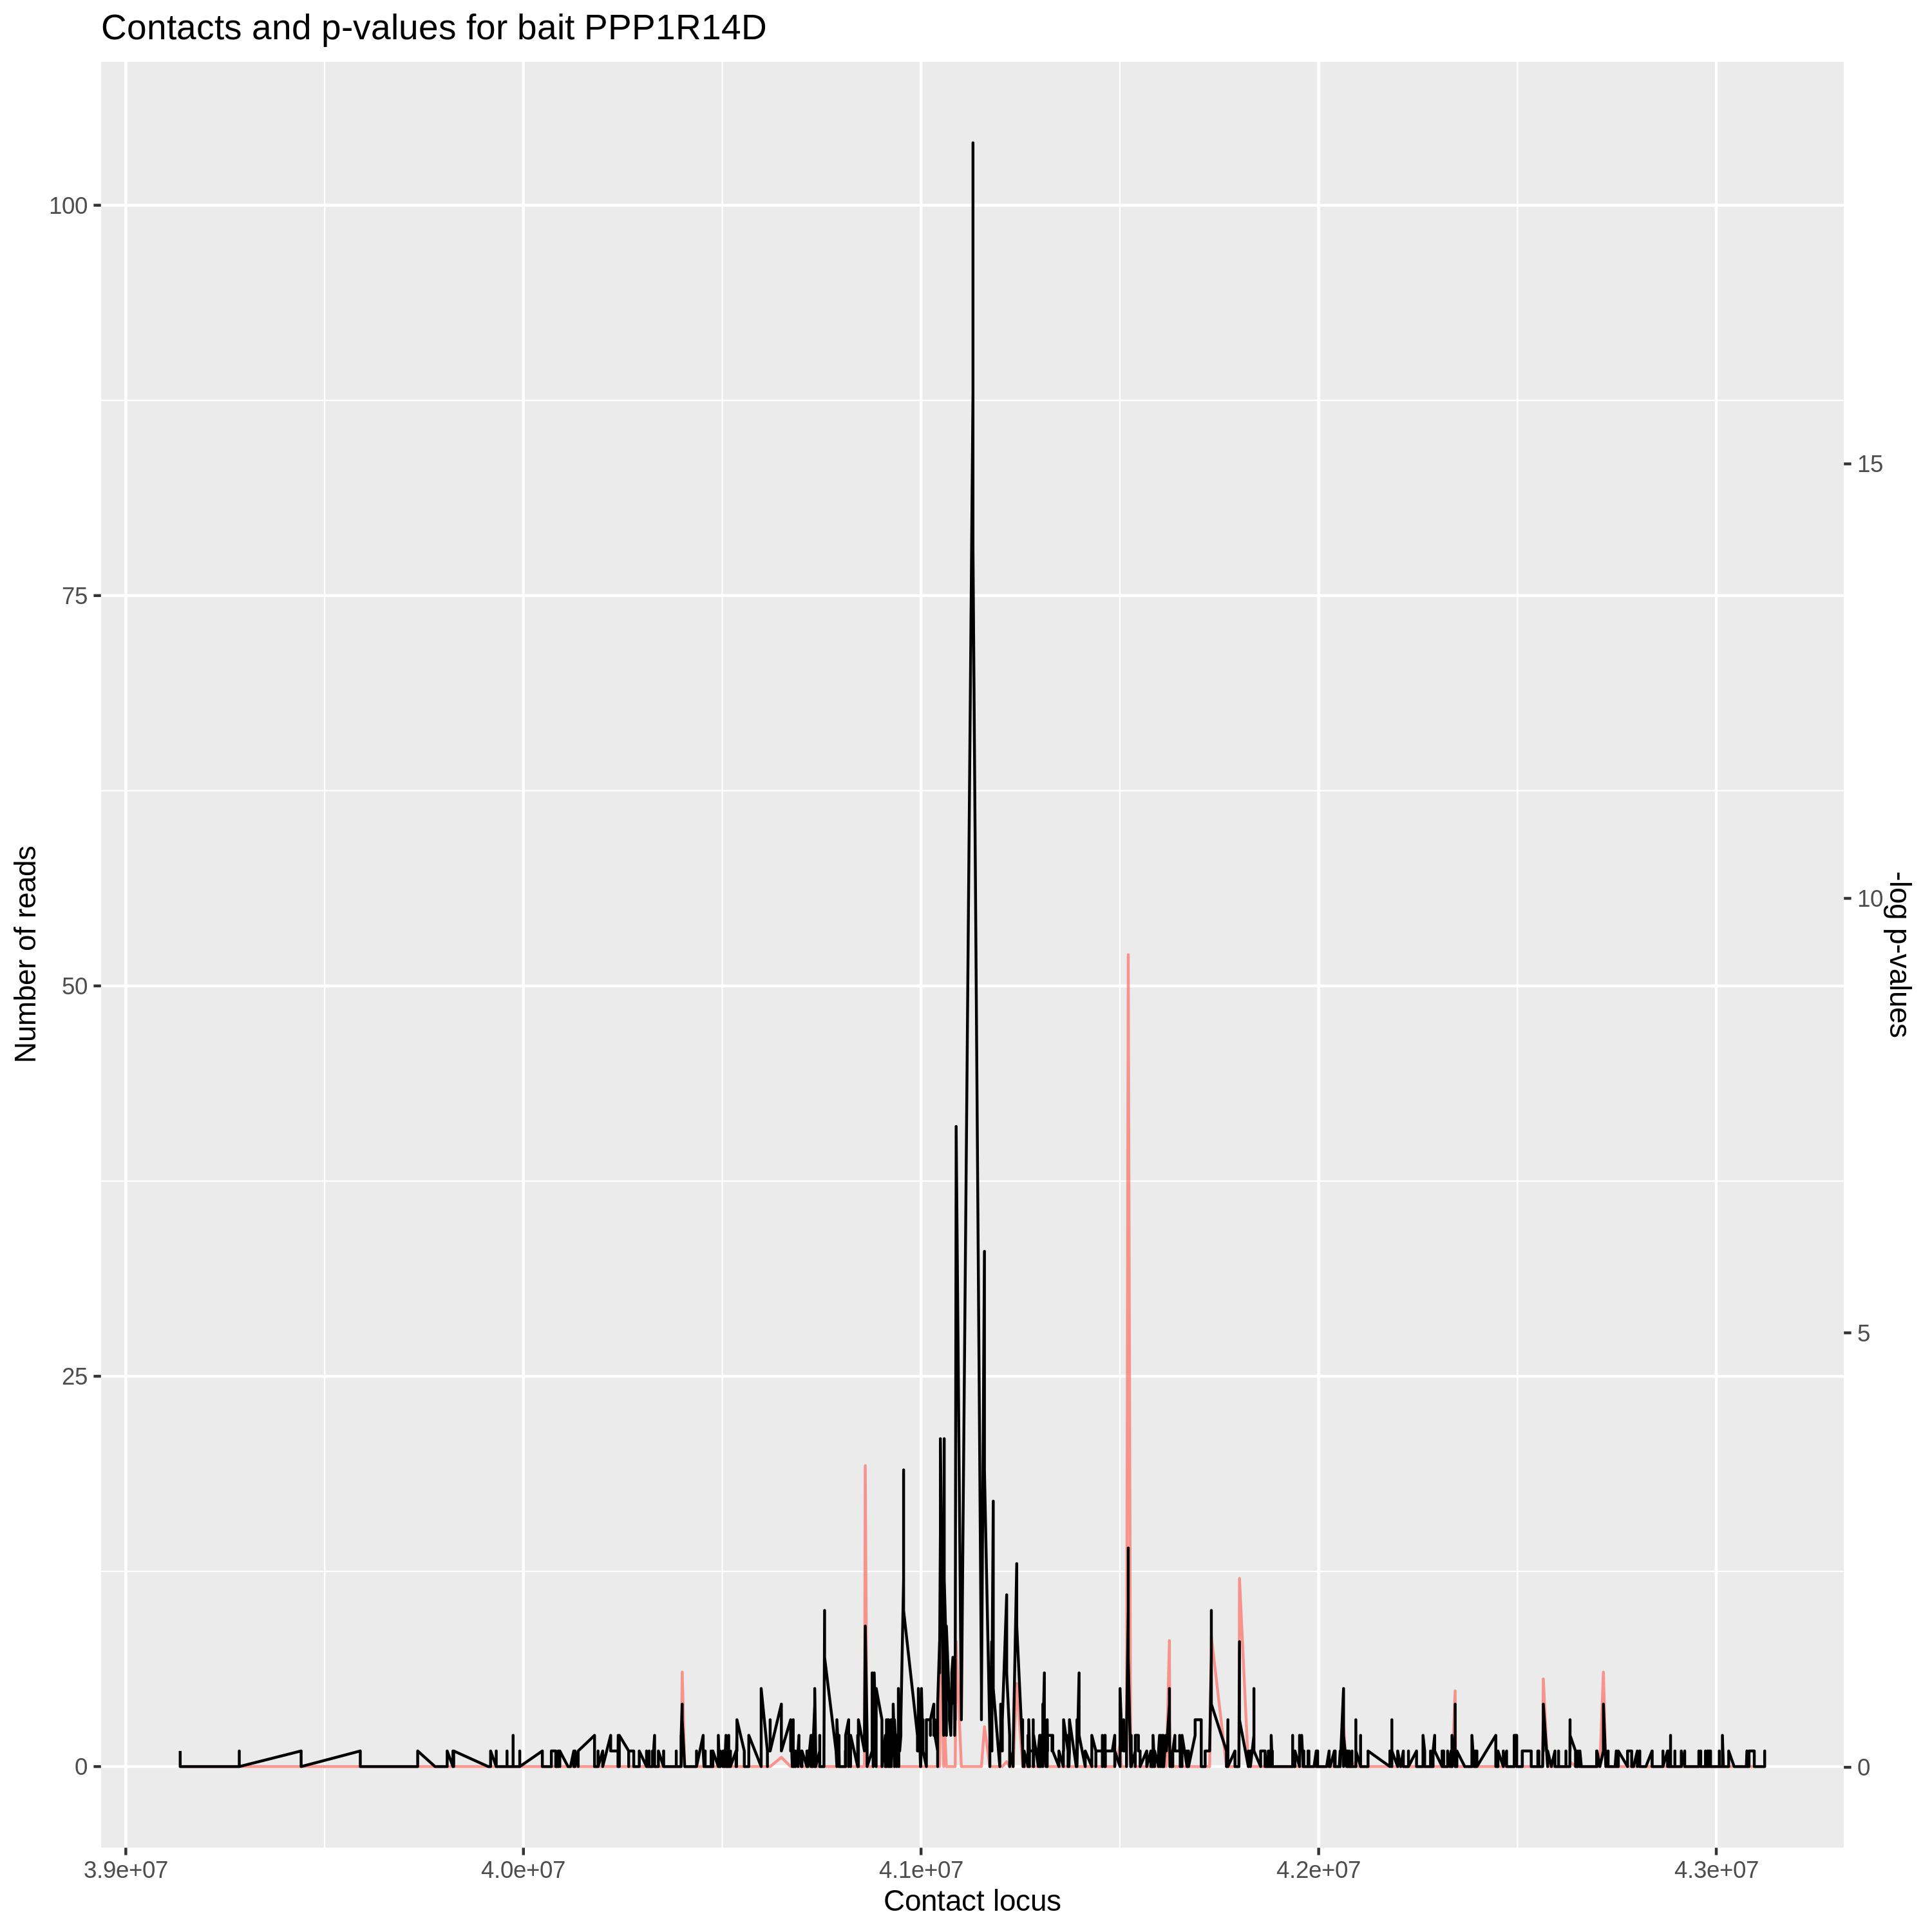 Contacts and p-values for bait PPP1R14D
100
75
50
25
0
Number of reads
15
10
5
0
-log p-values
3.9e+07
4.0e+07
4.1e+07
4.2e+07
4.3e+07
Contact locus